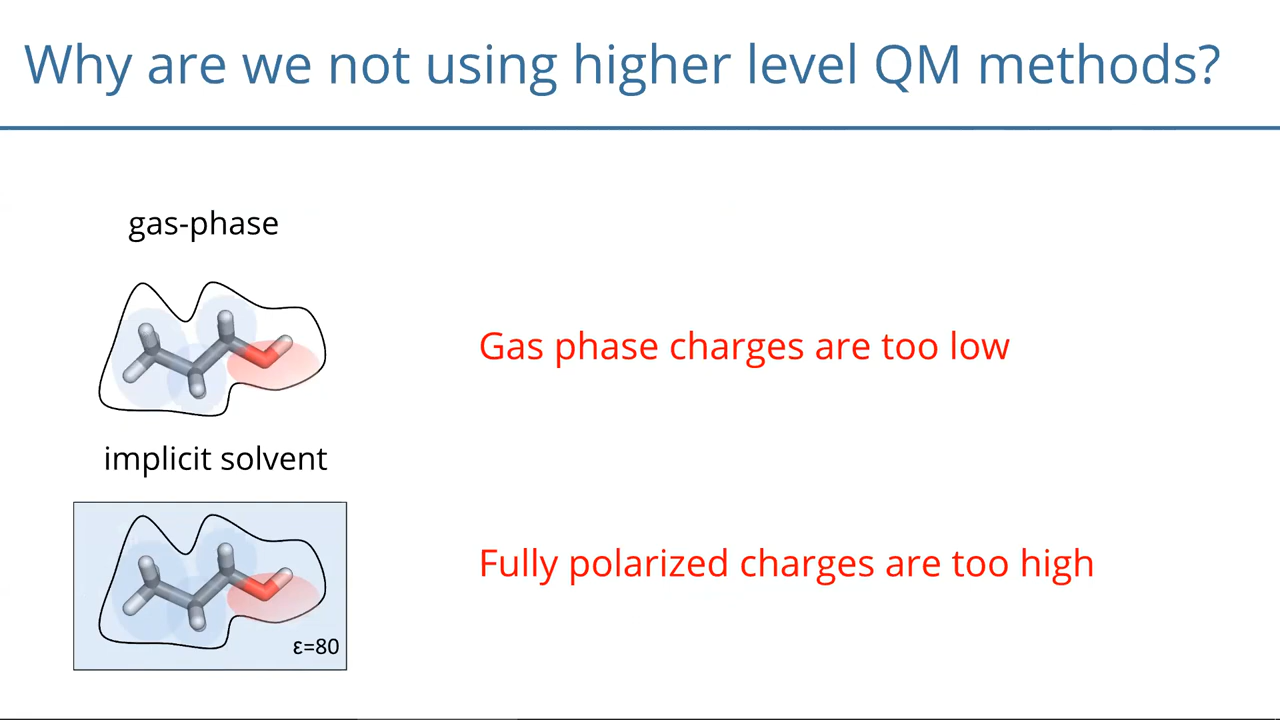 Why are we not using higher level QM methods?
gas-phase
Gas phase charges are too low
implicit solvent
Fully polarized charges are too high
ε=80